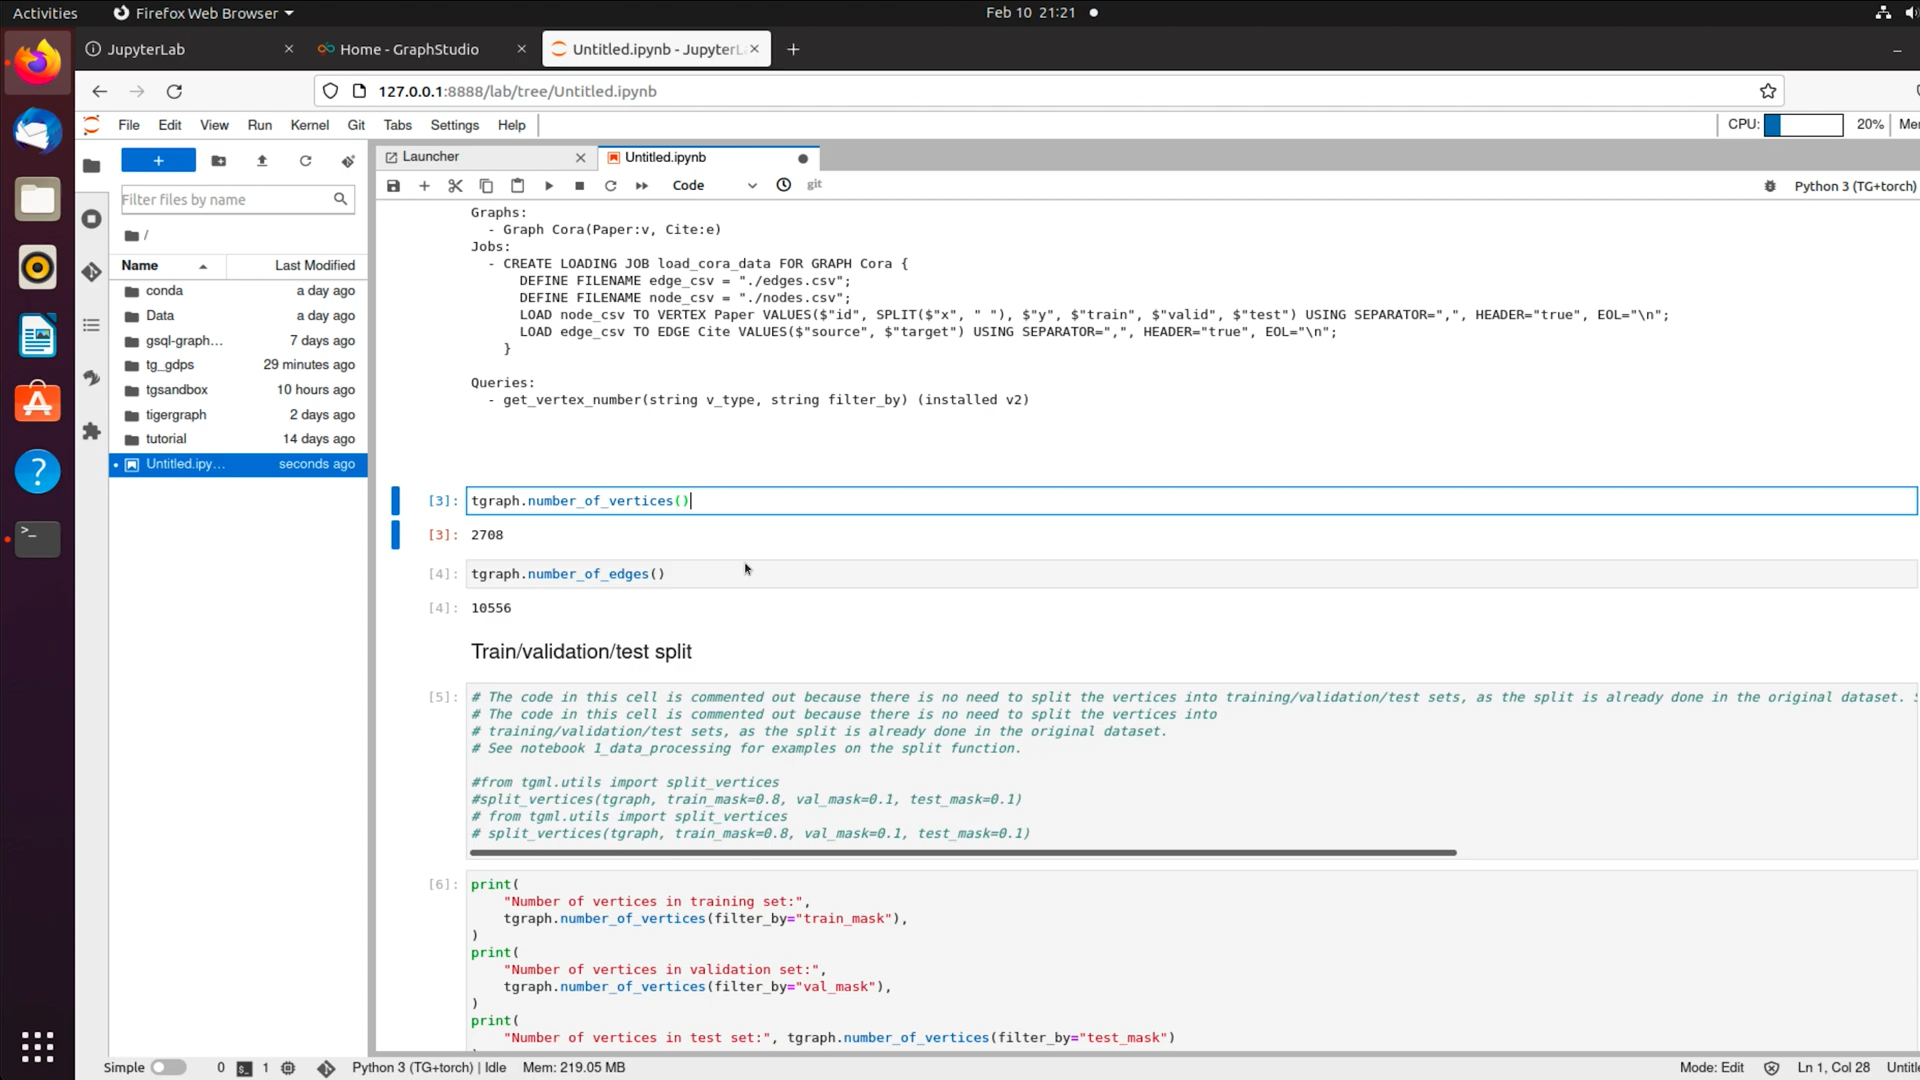 Activities
Firefox Web Browser
Feb 10 21:21
JupyterLab
Home - GraphStudio
Untitled.ipynb - JupyterL
127.0.0.1:8888/lab/tree/Untitled.ipynb
File Edit View Run Kernel Git Tabs Settings Help
CPU: 20% Mer
Launcher
Untitled.ipynb
Code
git
Python 3 (TG+torch)
Filter files by name
/
Name Last Modified
conda a day ago
Data a day ago
gsql-graph... 7 days ago
tg_gdps 29 minutes ago
tgsandbox 10 hours ago
tigergraph 2 days ago
tutorial 14 days ago
Untitled.ipy... seconds ago
Graphs:
- Graph Cora(Paper:v, Cite:e)
Jobs:
- CREATE LOADING JOB load_cora_data FOR GRAPH Cora {
DEFINE FILENAME edge_csv = "./edges.csv";
DEFINE FILENAME node_csv = "./nodes.csv";
LOAD node_csv TO VERTEX Paper VALUES($"id", SPLIT($"x", " "), $"y", $"train", $"valid", $"test") USING SEPARATOR=",", HEADER="true", EOL="\n";
LOAD edge_csv TO EDGE Cite VALUES($"source", $"target") USING SEPARATOR=",", HEADER="true", EOL="\n";
}
Queries:
- get_vertex_number(string v_type, string filter_by) (installed v2)
[3]: tgraph.number_of_vertices()
[3]: 2708
[4]: tgraph.number_of_edges()
[4]: 10556
Train/validation/test split
[5]: # The code in this cell is commented out because there is no need to split the vertices into training/validation/test sets, as the split is already done in the original dataset.
# The code in this cell is commented out because there is no need to split the vertices into
# training/validation/test sets, as the split is already done in the original dataset.
# See notebook 1_data_processing for examples on the split function.
#from tgml.utils import split_vertices
#split_vertices(tgraph, train_mask=0.8, val_mask=0.1, test_mask=0.1)
# from tgml.utils import split_vertices
# split_vertices(tgraph, train_mask=0.8, val_mask=0.1, test_mask=0.1)
[6]: print(
"Number of vertices in training set:",
tgraph.number_of_vertices(filter_by="train_mask"),
)
print(
"Number of vertices in validation set:",
tgraph.number_of_vertices(filter_by="val_mask"),
)
print(
"Number of vertices in test set:", tgraph.number_of_vertices(filter_by="test_mask")
Simple
0
1
Python 3 (TG+torch) | Idle
Mem: 219.05 MB
Mode: Edit
Ln 1, Col 28
Untitle